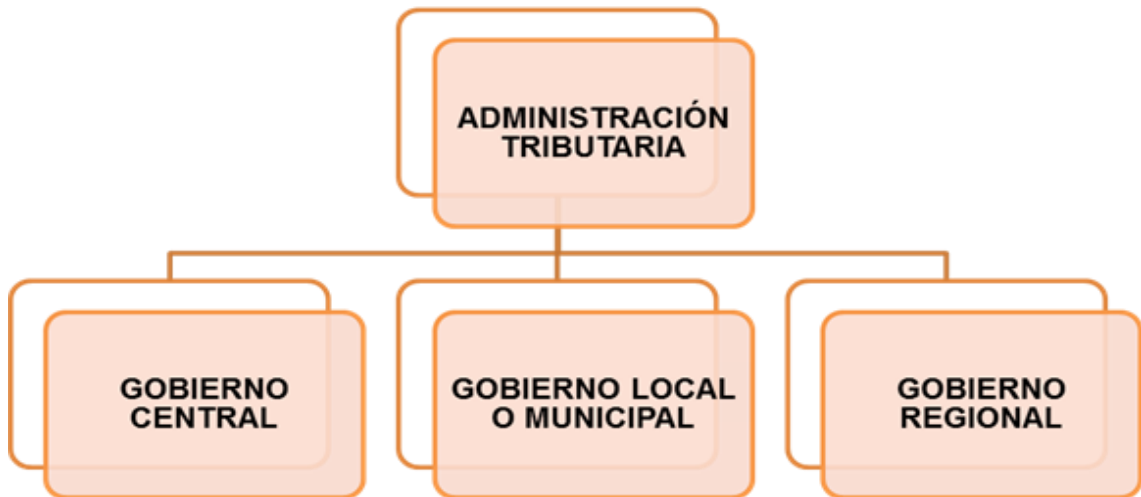 ADMINISTRACIÓN
TRIBUTARIA
GOBIERNO
CENTRAL
GOBIERNO LOCAL
O MUNICIPAL
GOBIERNO
REGIONAL